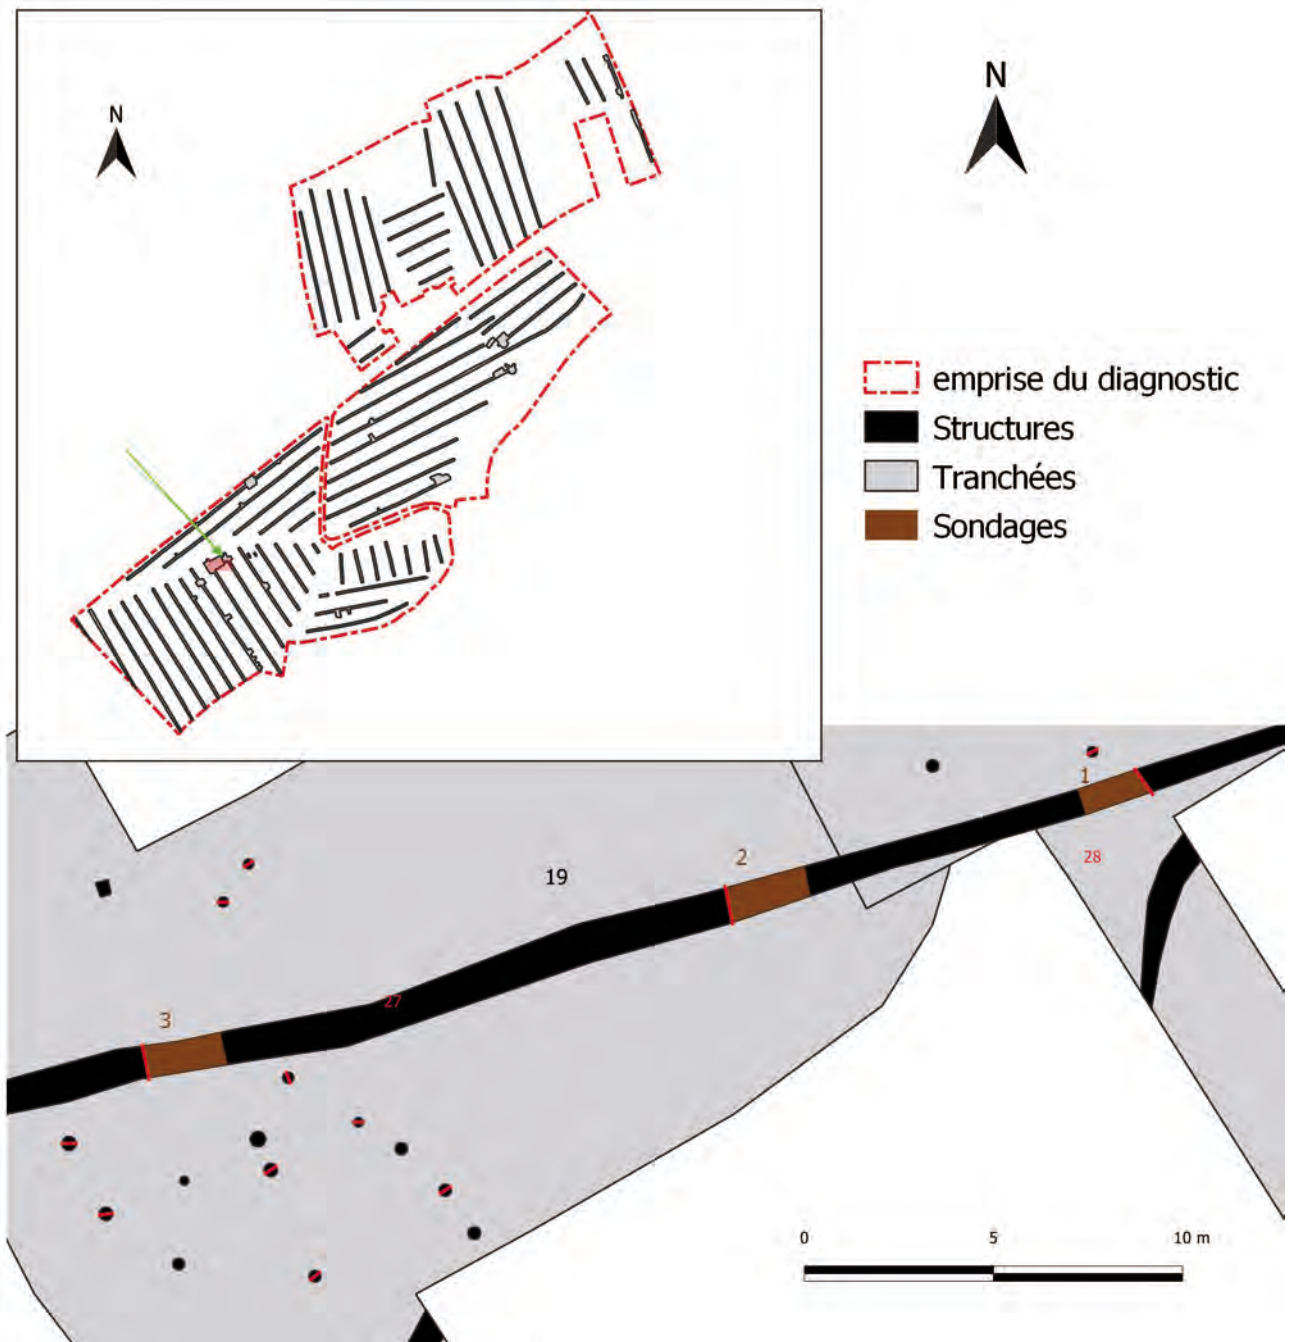 N
N
emprise du diagnostic
Structures
Tranchées
Sondages
1
2
28
19
27
3
0 5 10 m